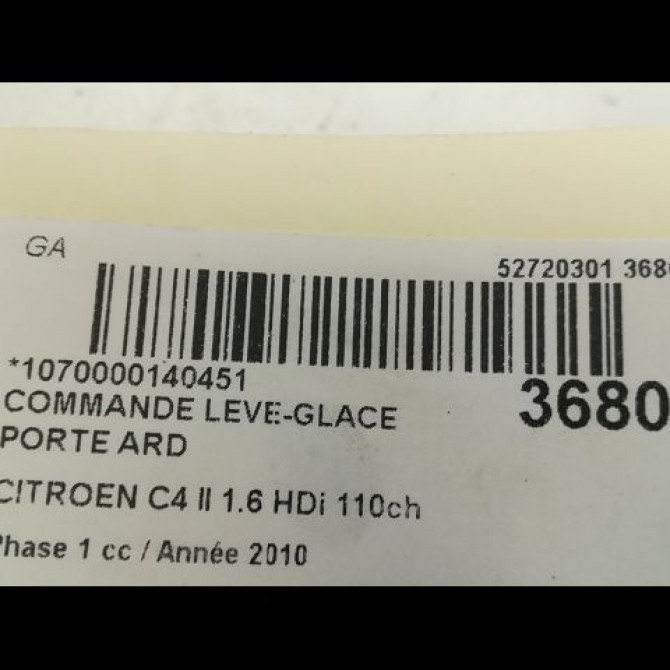 GA
52720301 3680
*1070000140451
3680
COMMANDE LEVE-GLACE
PORTE ARD
CITROEN C4 II 1.6 HDi 110ch
Phase 1 cc / Année 2010